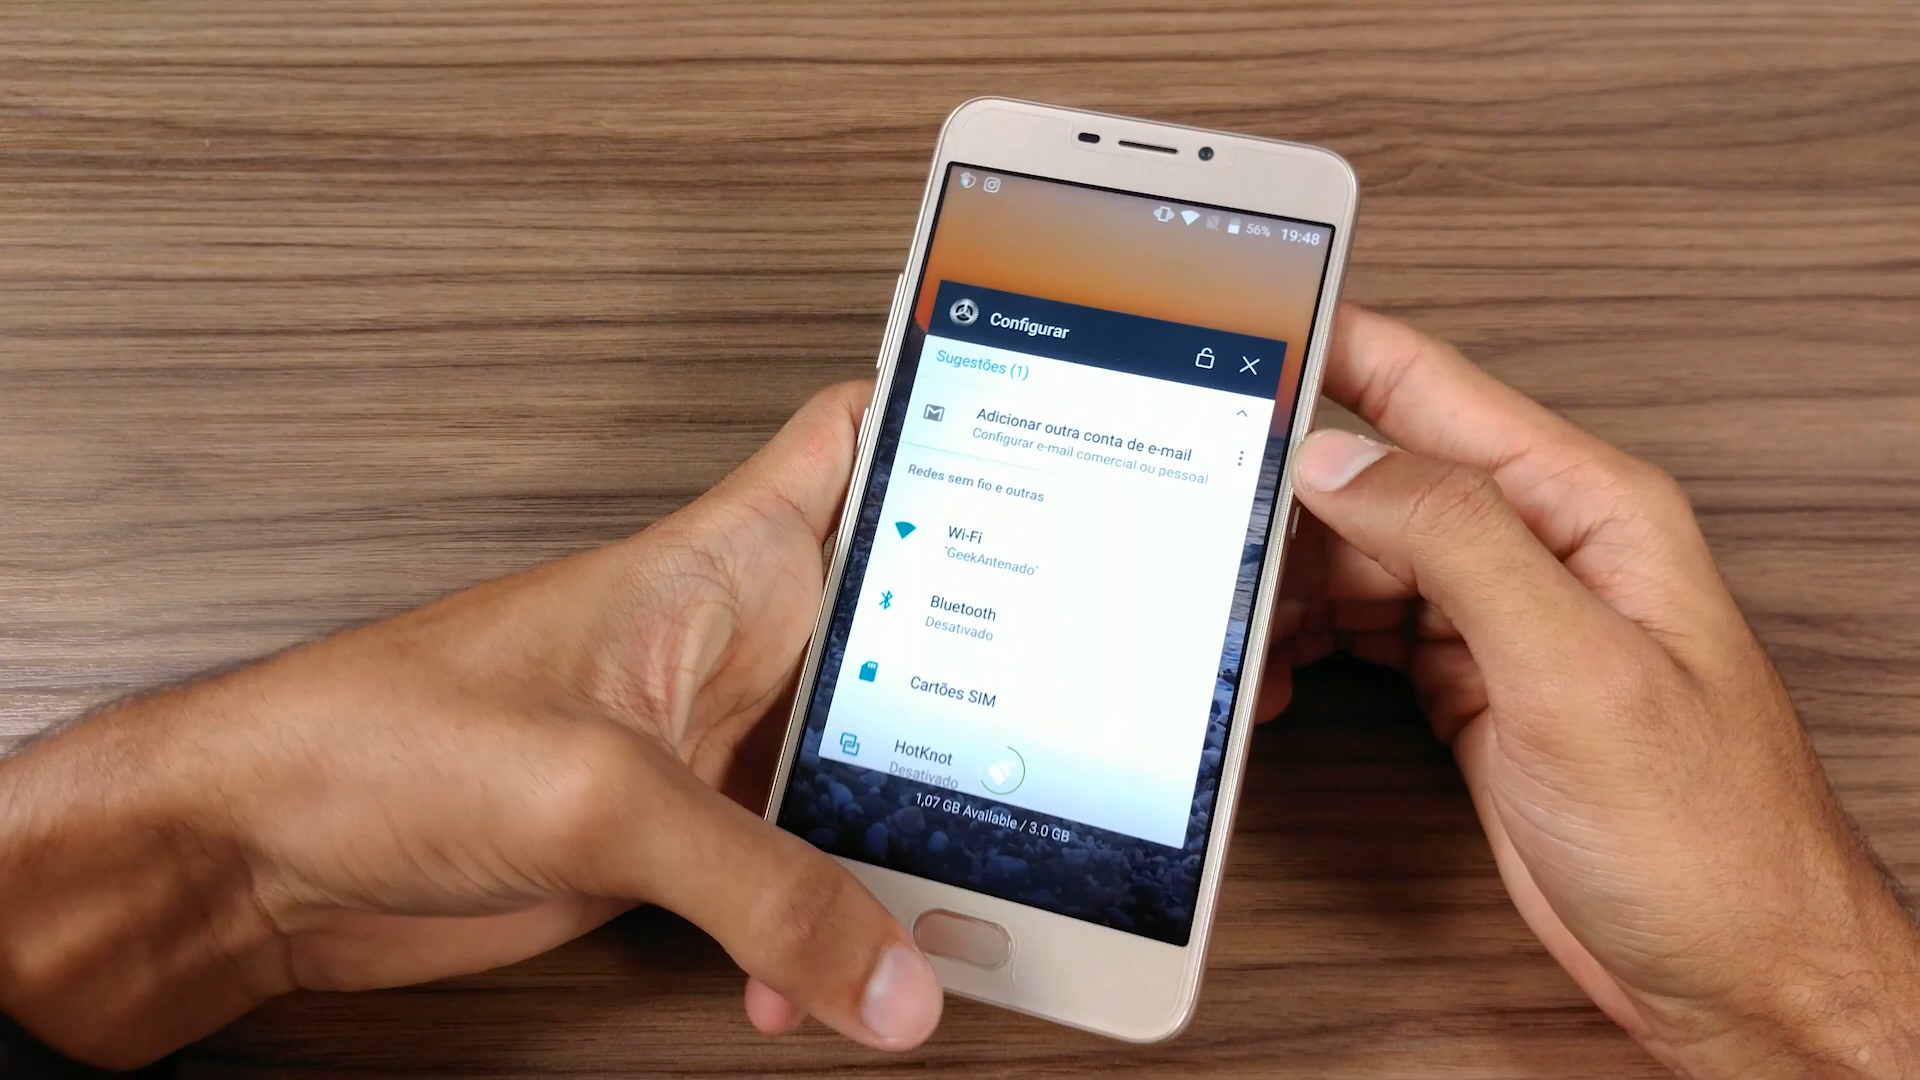 56% 19:48
Configurar
Sugestões (1)
Adicionar outra conta de e-mail
Configurar e-mail comercial ou pessoal
Redes sem fio e outras
Wi-Fi
"GeekAntenado"
Bluetooth
Desativado
Cartões SIM
HotKnot
Desativado
1,07 GB Available / 3.0 GB